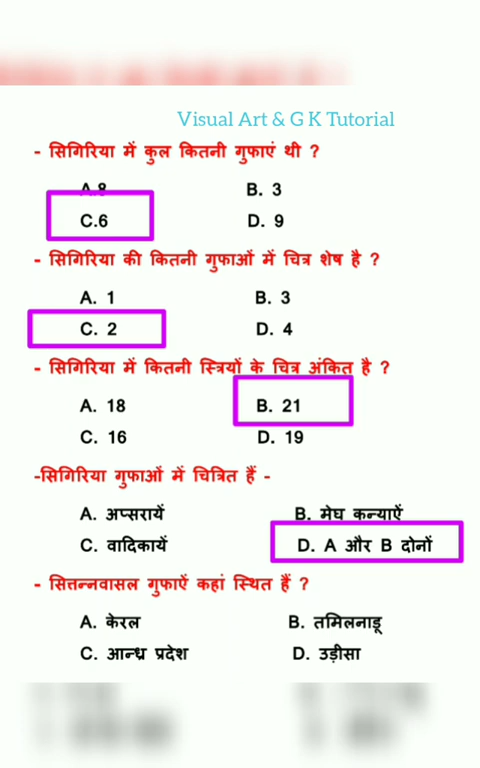 Visual Art & G K Tutorial
- सिगिरिया में कुल कितनी गुफाएं थी ?
A.8 B. 3
C.6 D. 9
- सिगिरिया की कितनी गुफाओं में चित्र शेष है ?
A. 1 B. 3
C. 2 D. 4
- सिगिरिया में कितनी स्त्रियों के चित्र अंकित है ?
A. 18 B. 21
C. 16 D. 19
-सिगिरिया गुफाओं में चित्रित हैं -
A. अप्सरायें B. मेघ कन्याऐं
C. वादिकायें D. A और B दोनों
- सित्तन्नवासल गुफाऐं कहां स्थित हैं ?
A. केरल B. तमिलनाडू
C. आन्ध्र प्रदेश D. उड़ीसा